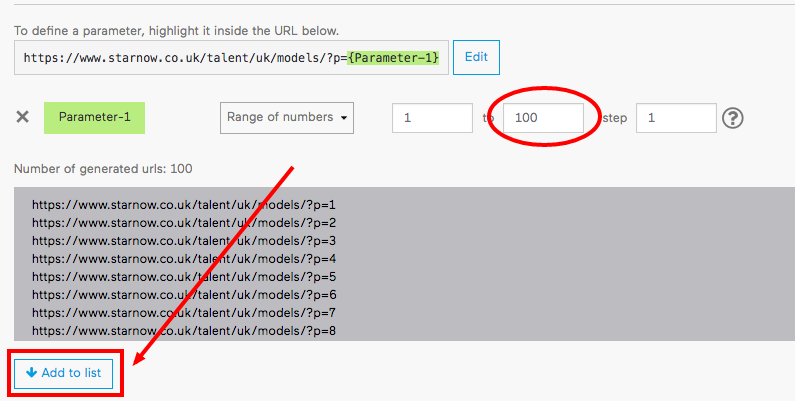 To define a parameter, highlight it inside the URL below.
https://www.starnow.co.uk/talent/uk/models/?p={Parameter-1} Edit
Parameter-1 Range of numbers 1 to 100 step 1 ?
Number of generated urls: 100
https://www.starnow.co.uk/talent/uk/models/?p=1
https://www.starnow.co.uk/talent/uk/models/?p=2
https://www.starnow.co.uk/talent/uk/models/?p=3
https://www.starnow.co.uk/talent/uk/models/?p=4
https://www.starnow.co.uk/talent/uk/models/?p=5
https://www.starnow.co.uk/talent/uk/models/?p=6
https://www.starnow.co.uk/talent/uk/models/?p=7
https://www.starnow.co.uk/talent/uk/models/?p=8
Add to list